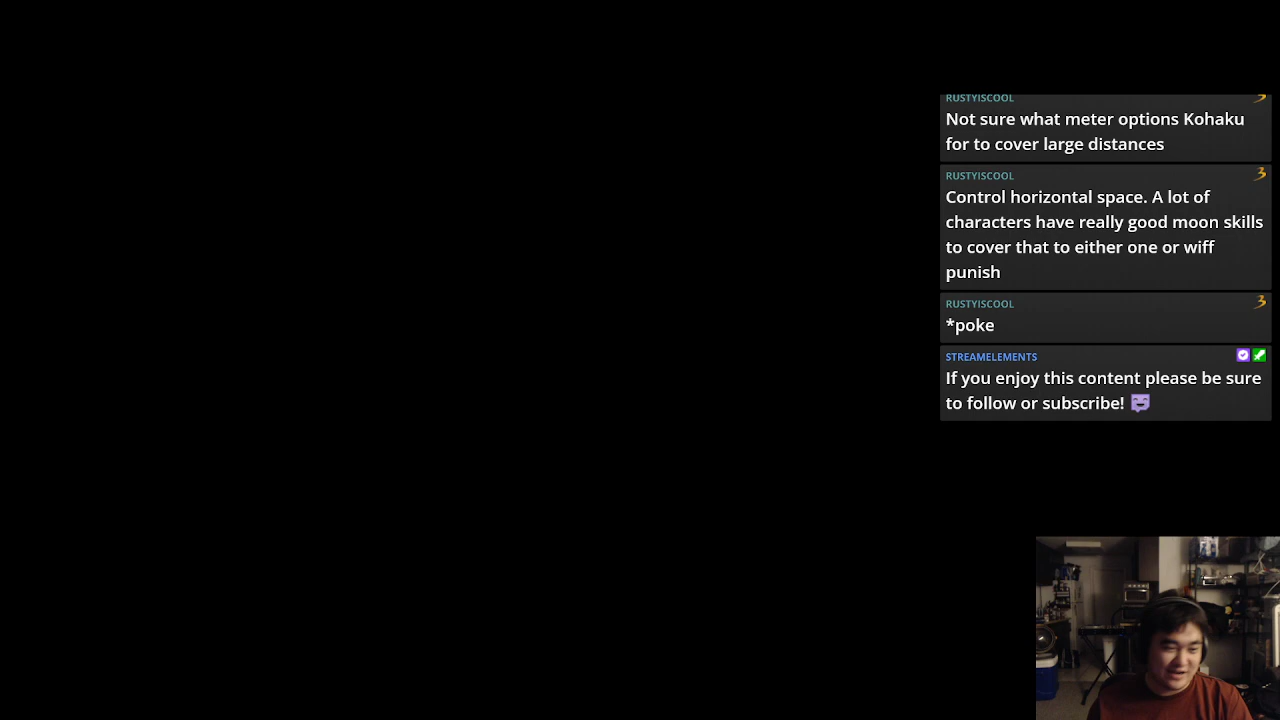 RUSTYISCOOL
Not sure what meter options Kohaku
for to cover large distances
RUSTYISCOOL
Control horizontal space. A lot of
characters have really good moon skills
to cover that to either one or wiff
punish
RUSTYISCOOL
*poke
STREAMELEMENTS
If you enjoy this content please be sure
to follow or subscribe!